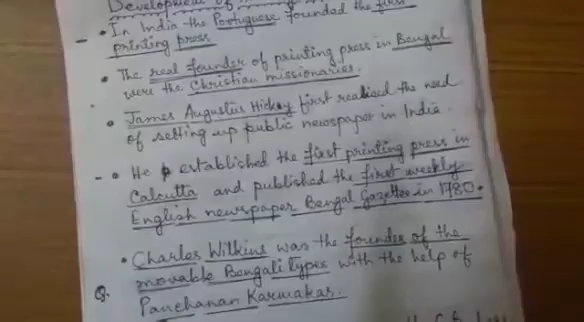 Development of
• In India the Portuguese founded the first
printing press
• The real founder of printing press in Bengal
were the Christian missionaries.
• James Augustus Hickey first realised the need
of setting up public newspaper in India.
• He established the first printing press in
Calcutta and published the first weekly
English newspaper Bengal Gazette in 1780.
• Charles Wilkins was the founder of the
movable Bengali types with the help of
Q. Panchanan Karmakar.